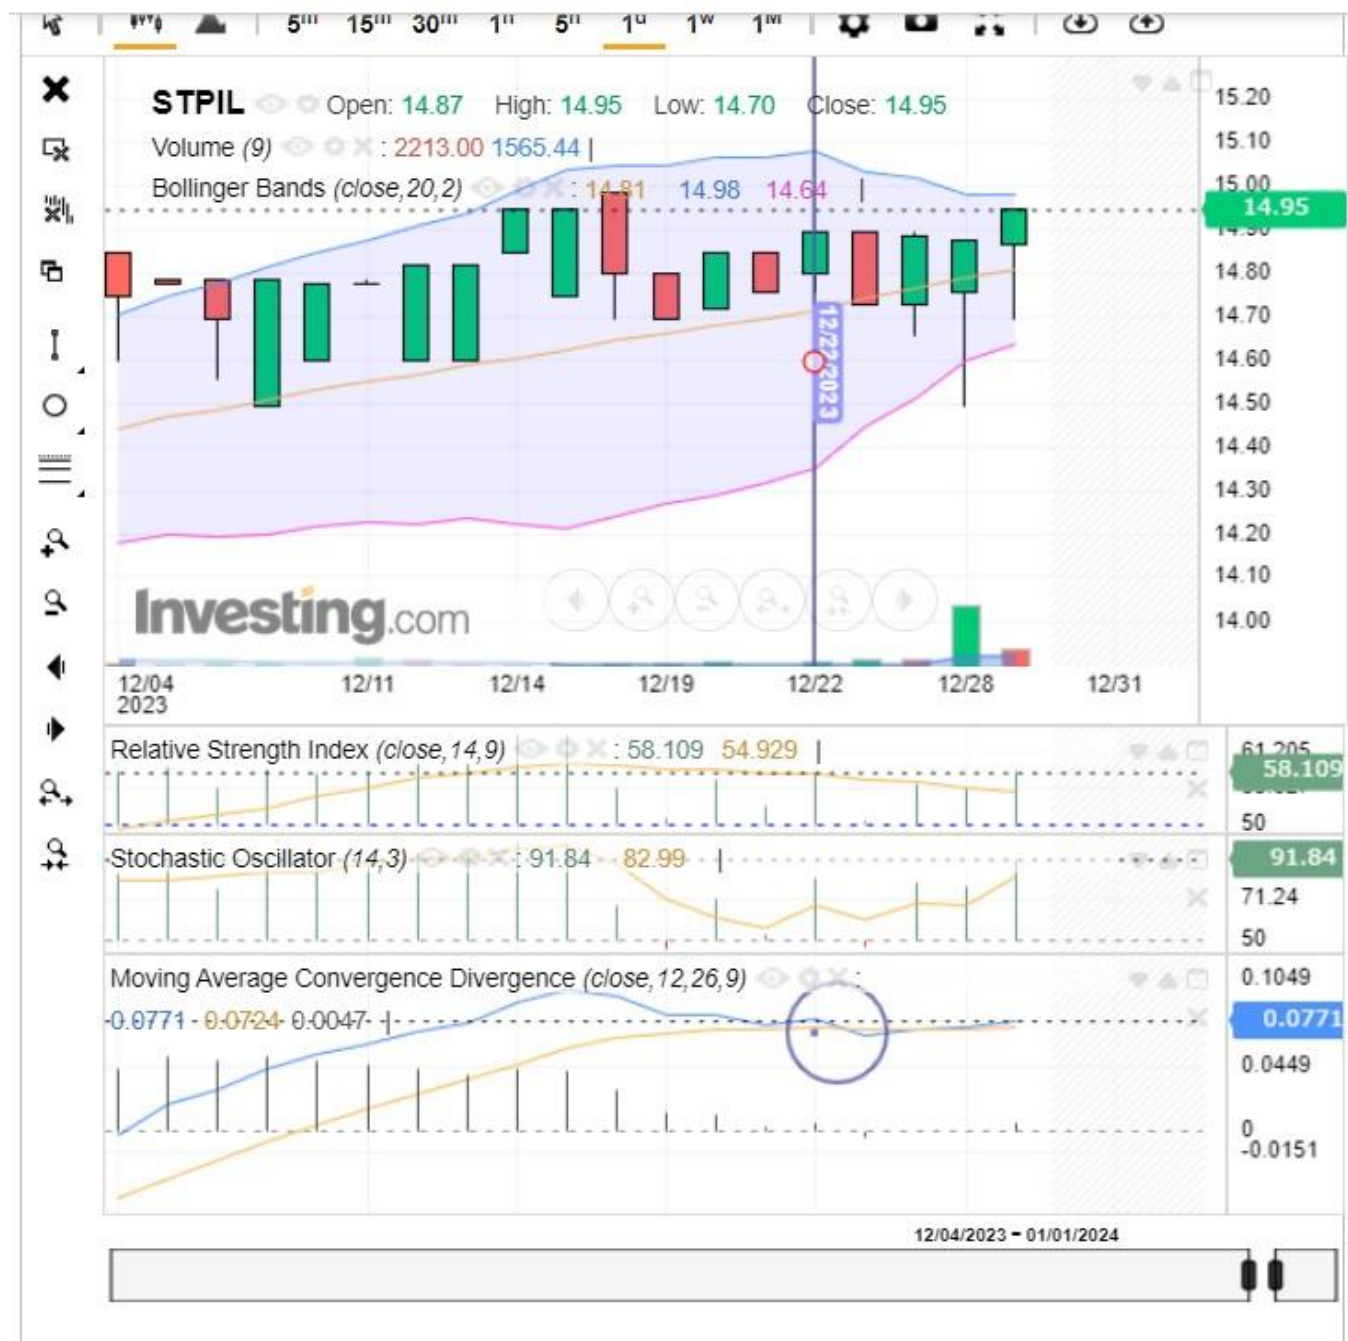 5m 15m 30m 1h 5h 1d 1w 1M
STPIL Open: 14.87 High: 14.95 Low: 14.70 Close: 14.95
Volume (9) : 2213.00 1565.44 |
Bollinger Bands (close,20,2) : 14.81 14.98 14.64 |
15.20
15.10
15.00
14.95
14.90
14.80
14.70
14.60
14.50
14.40
14.30
14.20
14.10
14.00
12/22/2023
Investing.com
12/04 12/11 12/14 12/19 12/22 12/28 12/31
2023
Relative Strength Index (close,14,9) : 58.109 54.929 |
61.205
58.109
50
Stochastic Oscillator (14,3) : 91.84 82.99 |
91.84
71.24
50
Moving Average Convergence Divergence (close,12,26,9) :
0.0771 0.0724 0.0047 |
0.1049
0.0771
0.0449
0
-0.0151
12/04/2023 - 01/01/2024